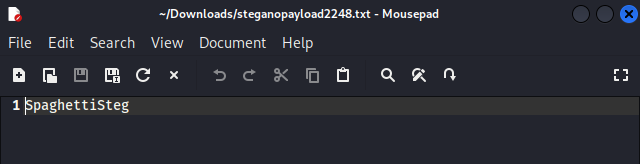 ~/Downloads/steganopayload2248.txt - Mousepad
File Edit Search View Document Help
1 SpaghettiSteg